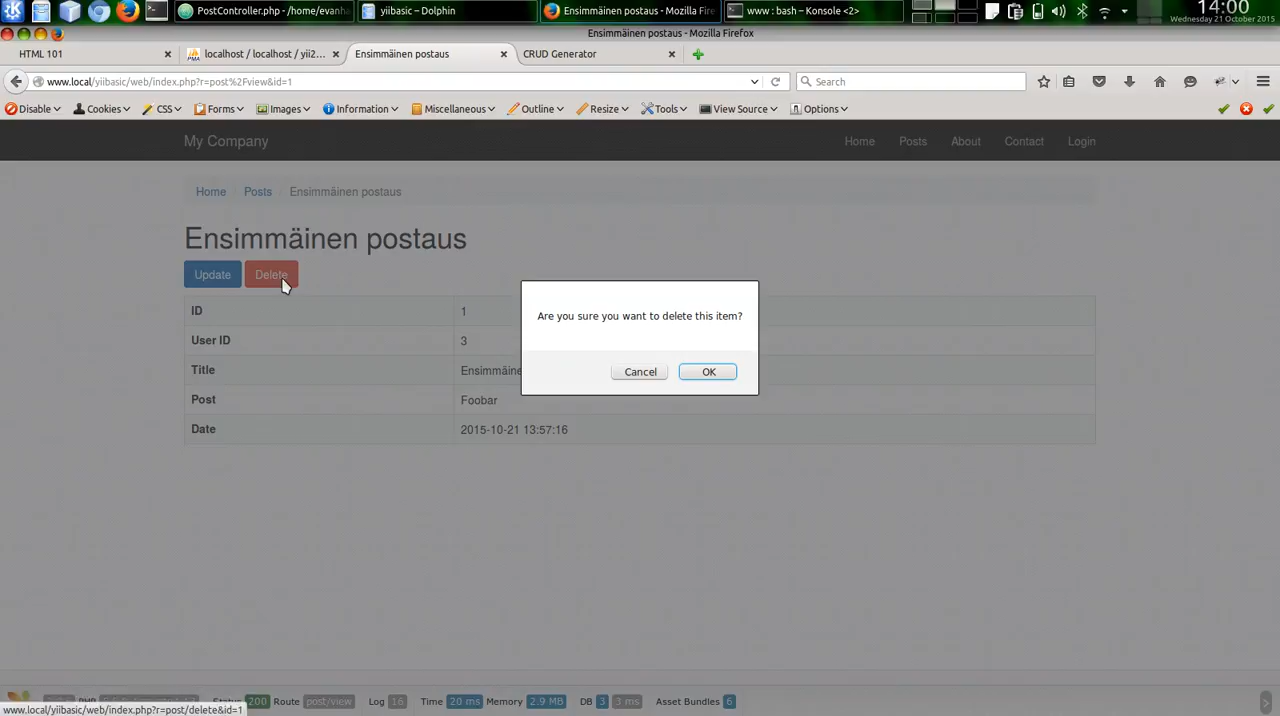 PostController.php - /home/evanh
yiibasic – Dolphin
Ensimmäinen postaus - Mozilla Fire
www : bash – Konsole <2>
14:00
Wednesday 21 October 2015
Ensimmäinen postaus - Mozilla Firefox
HTML 101
localhost / localhost / yii2...
Ensimmäinen postaus
CRUD Generator
www.local/yiibasic/web/index.php?r=post%2Fview&id=1
Search
Disable
Cookies
CSS
Forms
Images
Information
Miscellaneous
Outline
Resize
Tools
View Source
Options
My Company
Home
Posts
About
Contact
Login
Home / Posts / Ensimmäinen postaus
Ensimmäinen postaus
Update
Delete
ID 1
User ID 3
Title Ensimmäine
Post Foobar
Date 2015-10-21 13:57:16
Are you sure you want to delete this item?
Cancel
OK
PHP
Status 200 Route post/view Log 16 Time 20 ms Memory 2.9 MB DB 3 3 ms Asset Bundles 6
www.local/yiibasic/web/index.php?r=post/delete&id=1